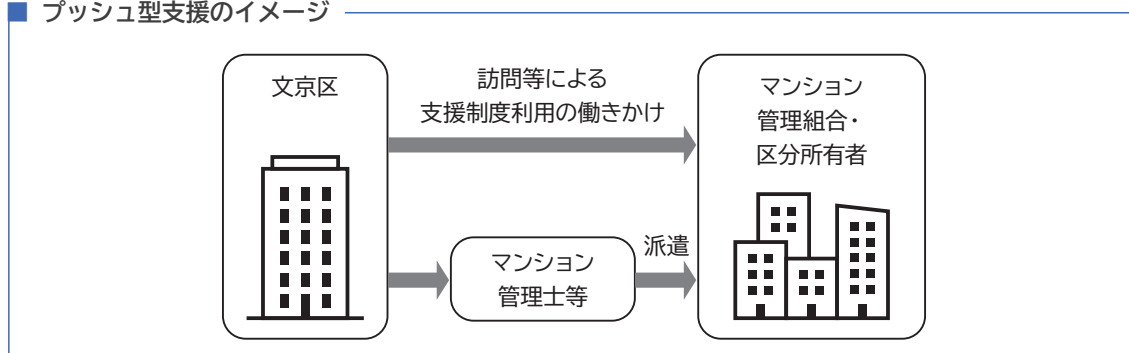 ■ プッシュ型支援のイメージ
文京区
訪問等による
支援制度利用の働きかけ
マンション
管理組合・
区分所有者
マンション
管理士等
派遣